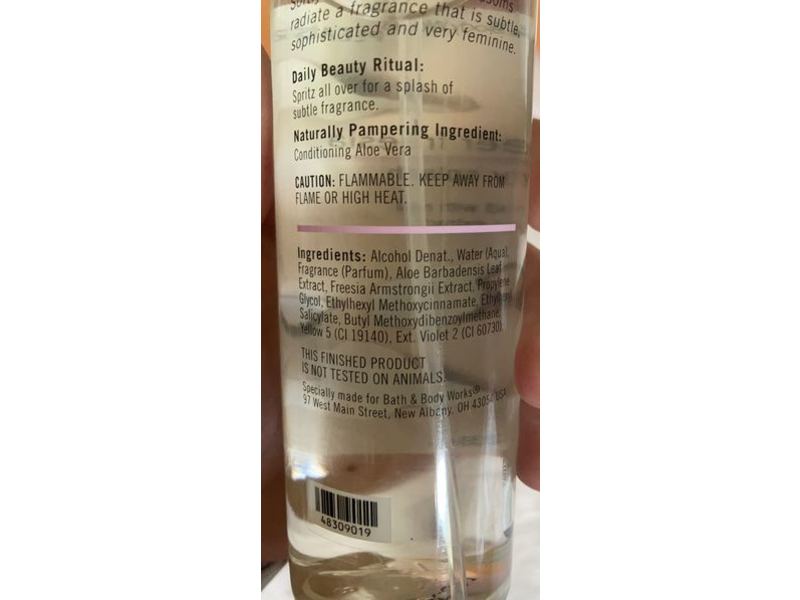 radiate a fragrance that is subtle,
sophisticated and very feminine.
Daily Beauty Ritual:
Spritz all over for a splash of
subtle fragrance.
Naturally Pampering Ingredient:
Conditioning Aloe Vera
CAUTION: FLAMMABLE. KEEP AWAY FROM
FLAME OR HIGH HEAT.
Ingredients: Alcohol Denat., Water (Aqua),
Fragrance (Parfum), Aloe Barbadensis Leaf
Extract, Freesia Armstrongii Extract, Propylene
Glycol, Ethylhexyl Methoxycinnamate, Ethylhexyl
Salicylate, Butyl Methoxydibenzoylmethane,
Yellow 5 (CI 19140), Ext. Violet 2 (CI 60730).
THIS FINISHED PRODUCT
IS NOT TESTED ON ANIMALS.
Specially made for Bath & Body Works®
97 West Main Street, New Albany, OH 43054 USA
48309019